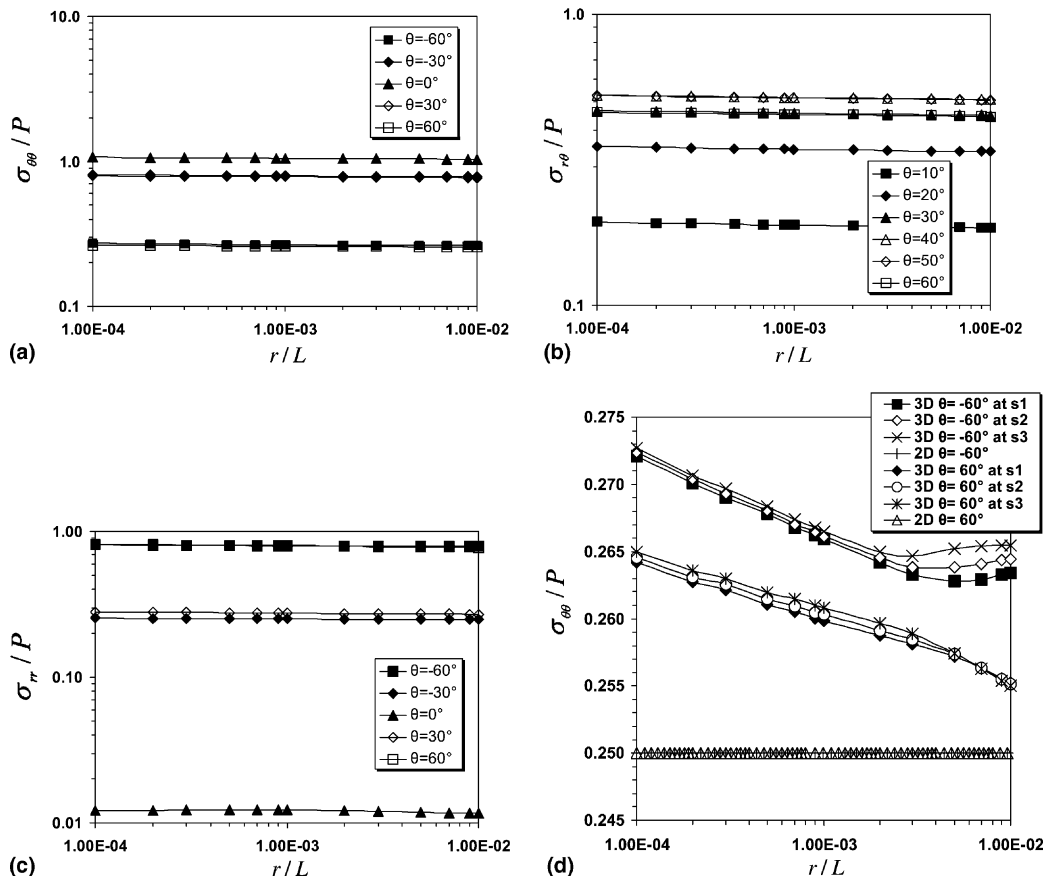 10.0
1.0
0.1
1.00E-04
1.00E-03
1.00E-02
σθθ / P
r / L
θ=-60°
θ=-30°
θ=0°
θ=30°
θ=60°
(a)
1.0
0.1
1.00E-04
1.00E-03
1.00E-02
σrθ / P
r / L
θ=10°
θ=20°
θ=30°
θ=40°
θ=50°
θ=60°
(b)
1.00
0.10
0.01
1.00E-04
1.00E-03
1.00E-02
σrr / P
r / L
θ=-60°
θ=-30°
θ=0°
θ=30°
θ=60°
(c)
3D θ= -60° at s1
3D θ= -60° at s2
3D θ= -60° at s3
2D θ= -60°
3D θ= 60° at s1
3D θ= 60° at s2
3D θ= 60° at s3
2D θ= 60°
0.275
0.270
0.265
0.260
0.255
0.250
0.245
1.00E-04
1.00E-03
1.00E-02
σθθ / P
r / L
(d)